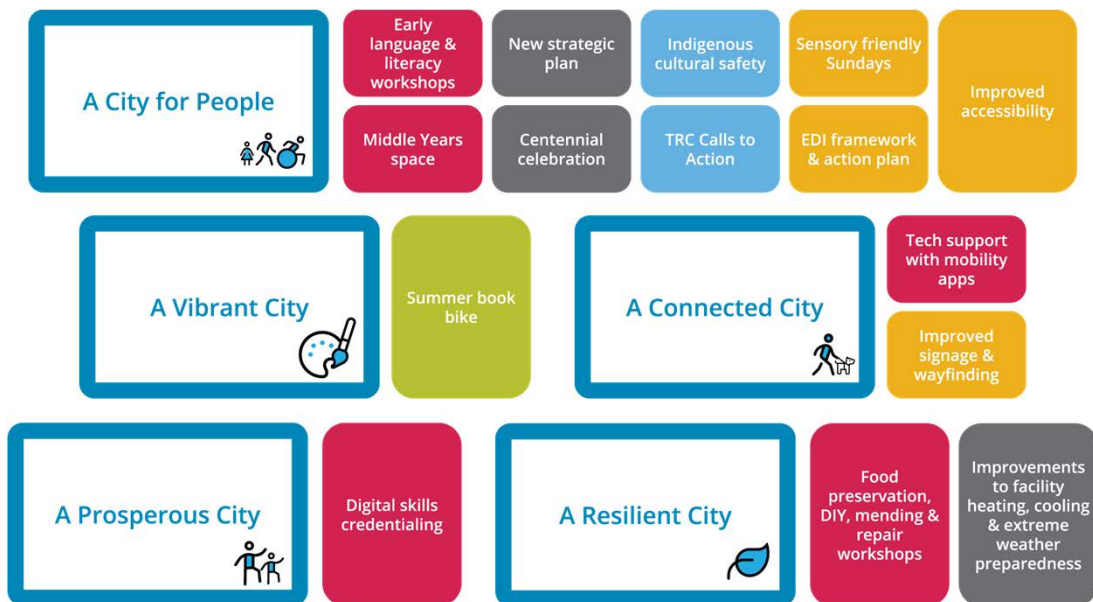 A City for People
Early
language &
literacy
workshops
New strategic
plan
Indigenous
cultural safety
Sensory friendly
Sundays
Improved
accessibility
Middle Years
space
Centennial
celebration
TRC Calls to
Action
EDI framework
& action plan
A Vibrant City
Summer book
bike
A Connected City
Tech support
with mobility
apps
Improved
signage &
wayfinding
A Prosperous City
Digital skills
credentialing
A Resilient City
Food
preservation,
DIY, mending &
repair
workshops
Improvements
to facility
heating, cooling
& extreme
weather
preparedness